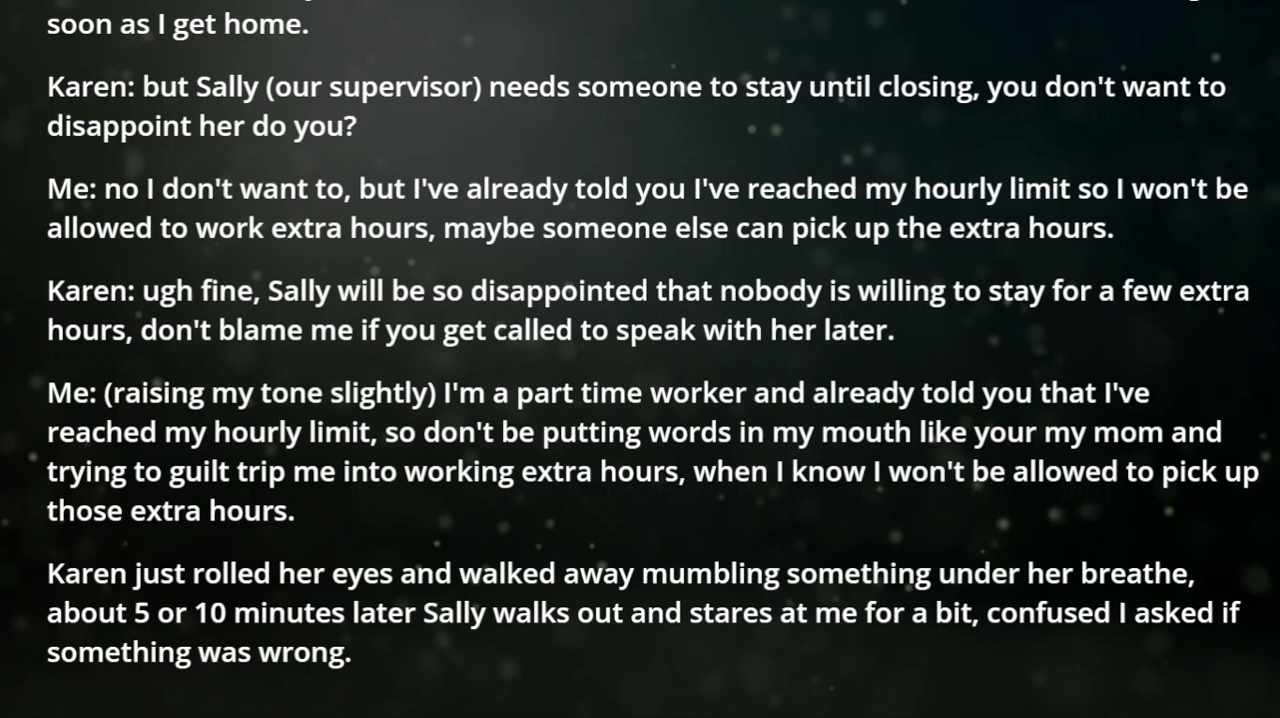 soon as I get home.
Karen: but Sally (our supervisor) needs someone to stay until closing, you don't want to
disappoint her do you?
Me: no I don't want to, but I've already told you I've reached my hourly limit so I won't be
allowed to work extra hours, maybe someone else can pick up the extra hours.
Karen: ugh fine, Sally will be so disappointed that nobody is willing to stay for a few extra
hours, don't blame me if you get called to speak with her later.
Me: (raising my tone slightly) I'm a part time worker and already told you that I've
reached my hourly limit, so don't be putting words in my mouth like your my mom and
trying to guilt trip me into working extra hours, when I know I won't be allowed to pick up
those extra hours.
Karen just rolled her eyes and walked away mumbling something under her breathe,
about 5 or 10 minutes later Sally walks out and stares at me for a bit, confused I asked if
something was wrong.